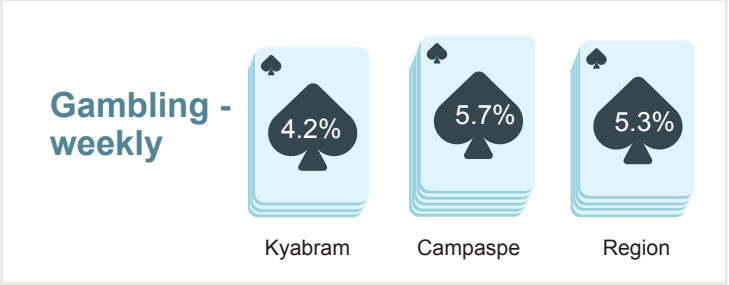 Gambling -
weekly
4.2%
5.7%
5.3%
Kyabram
Campaspe
Region